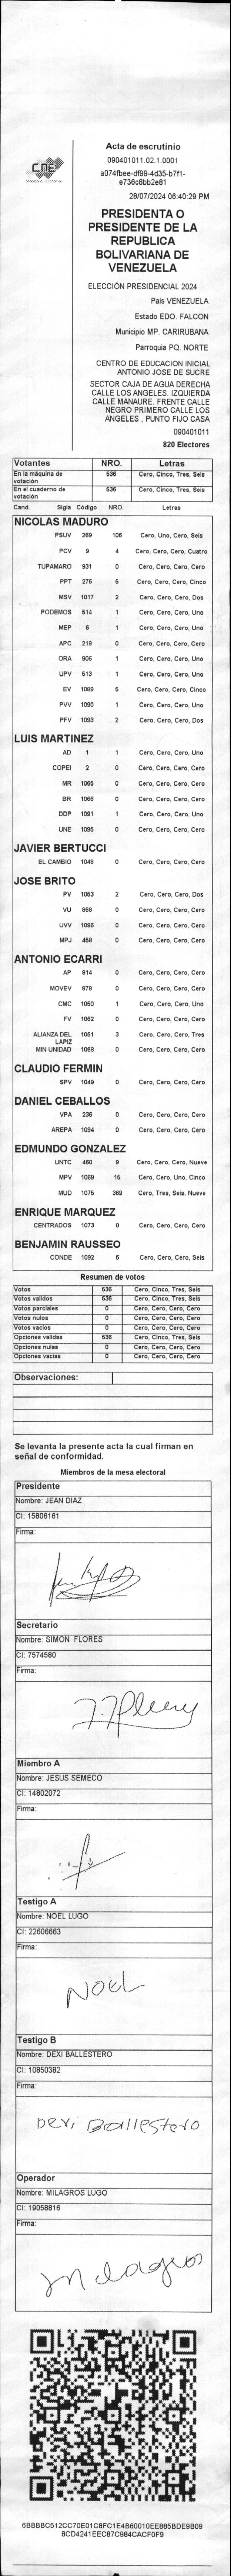 CNE
Acta de escrutinio
090401011.02.1.0001
a074fbee-df99-4d35-b7f1-
e736c8bb2e81
28/07/2024 06:40:29 PM
PRESIDENTA O
PRESIDENTE DE LA
REPUBLICA
BOLIVARIANA DE
VENEZUELA
ELECCIÓN PRESIDENCIAL 2024
Pais VENEZUELA
Estado EDO. FALCON
Municipio MP. CARIRUBANA
Parroquia PQ. NORTE
CENTRO DE EDUCACION INICIAL
ANTONIO JOSE DE SUCRE
SECTOR CAJA DE AGUA DERECHA
CALLE LOS ANGELES. IZQUIERDA
CALLE MANAURE. FRENTE CALLE
NEGRO PRIMERO CALLE LOS
ANGELES , PUNTO FIJO CASA
090401011
820 Electores
Votantes NRO. Letras
En la máquina de votación 536 Cero, Cinco, Tres, Seis
En el cuaderno de votación 536 Cero, Cinco, Tres, Seis
Cand. Sigla Código NRO. Letras
NICOLAS MADURO
PSUV 269 106 Cero, Uno, Cero, Seis
PCV 9 4 Cero, Cero, Cero, Cuatro
TUPAMARO 931 0 Cero, Cero, Cero, Cero
PPT 276 5 Cero, Cero, Cero, Cinco
MSV 1017 2 Cero, Cero, Cero, Dos
PODEMOS 514 1 Cero, Cero, Cero, Uno
MEP 6 1 Cero, Cero, Cero, Uno
APC 219 0 Cero, Cero, Cero, Cero
ORA 906 1 Cero, Cero, Cero, Uno
UPV 513 1 Cero, Cero, Cero, Uno
EV 1089 5 Cero, Cero, Cero, Cinco
PVV 1090 1 Cero, Cero, Cero, Uno
PFV 1093 2 Cero, Cero, Cero, Dos
LUIS MARTINEZ
AD 1 1 Cero, Cero, Cero, Uno
COPEI 2 0 Cero, Cero, Cero, Cero
MR 1065 0 Cero, Cero, Cero, Cero
BR 1066 0 Cero, Cero, Cero, Cero
DDP 1091 1 Cero, Cero, Cero, Uno
UNE 1095 0 Cero, Cero, Cero, Cero
JAVIER BERTUCCI
EL CAMBIO 1048 0 Cero, Cero, Cero, Cero
JOSE BRITO
PV 1053 2 Cero, Cero, Cero, Dos
VU 868 0 Cero, Cero, Cero, Cero
UVV 1096 0 Cero, Cero, Cero, Cero
MPJ 458 0 Cero, Cero, Cero, Cero
ANTONIO ECARRI
AP 814 0 Cero, Cero, Cero, Cero
MOVEV 879 0 Cero, Cero, Cero, Cero
CMC 1050 1 Cero, Cero, Cero, Uno
FV 1062 0 Cero, Cero, Cero, Cero
ALIANZA DEL LAPIZ 1051 3 Cero, Cero, Cero, Tres
MIN UNIDAD 1068 0 Cero, Cero, Cero, Cero
CLAUDIO FERMIN
SPV 1049 0 Cero, Cero, Cero, Cero
DANIEL CEBALLOS
VPA 236 0 Cero, Cero, Cero, Cero
AREPA 1094 0 Cero, Cero, Cero, Cero
EDMUNDO GONZALEZ
UNTC 460 9 Cero, Cero, Cero, Nueve
MPV 1069 15 Cero, Cero, Uno, Cinco
MUD 1075 369 Cero, Tres, Seis, Nueve
ENRIQUE MARQUEZ
CENTRADOS 1073 0 Cero, Cero, Cero, Cero
BENJAMIN RAUSSEO
CONDE 1092 6 Cero, Cero, Cero, Seis
Resumen de votos
Votos 536 Cero, Cinco, Tres, Seis
Votos validos 536 Cero, Cinco, Tres, Seis
Votos parciales 0 Cero, Cero, Cero, Cero
Votos nulos 0 Cero, Cero, Cero, Cero
Votos vacios 0 Cero, Cero, Cero, Cero
Opciones validas 536 Cero, Cinco, Tres, Seis
Opciones nulas 0 Cero, Cero, Cero, Cero
Opciones vacias 0 Cero, Cero, Cero, Cero
Observaciones:
Se levanta la presente acta la cual firman en
señal de conformidad.
Miembros de la mesa electoral
Presidente
Nombre: JEAN DIAZ
CI: 15806161
Firma:
Secretario
Nombre: SIMON FLORES
CI: 7574580
Firma:
Miembro A
Nombre: JESUS SEMECO
CI: 14802072
Firma:
Testigo A
Nombre: NOEL LUGO
CI: 22606663
Firma:
Noel
Testigo B
Nombre: DEXI BALLESTERO
CI: 10850382
Firma:
Dexi Ballestero
Operador
Nombre: MILAGROS LUGO
CI: 19058816
Firma:
Milagros
6BBBBC512CC70E01C8FC1E4B60010EE885BDE9B09
8CD4241EEC87C984CACF0F9